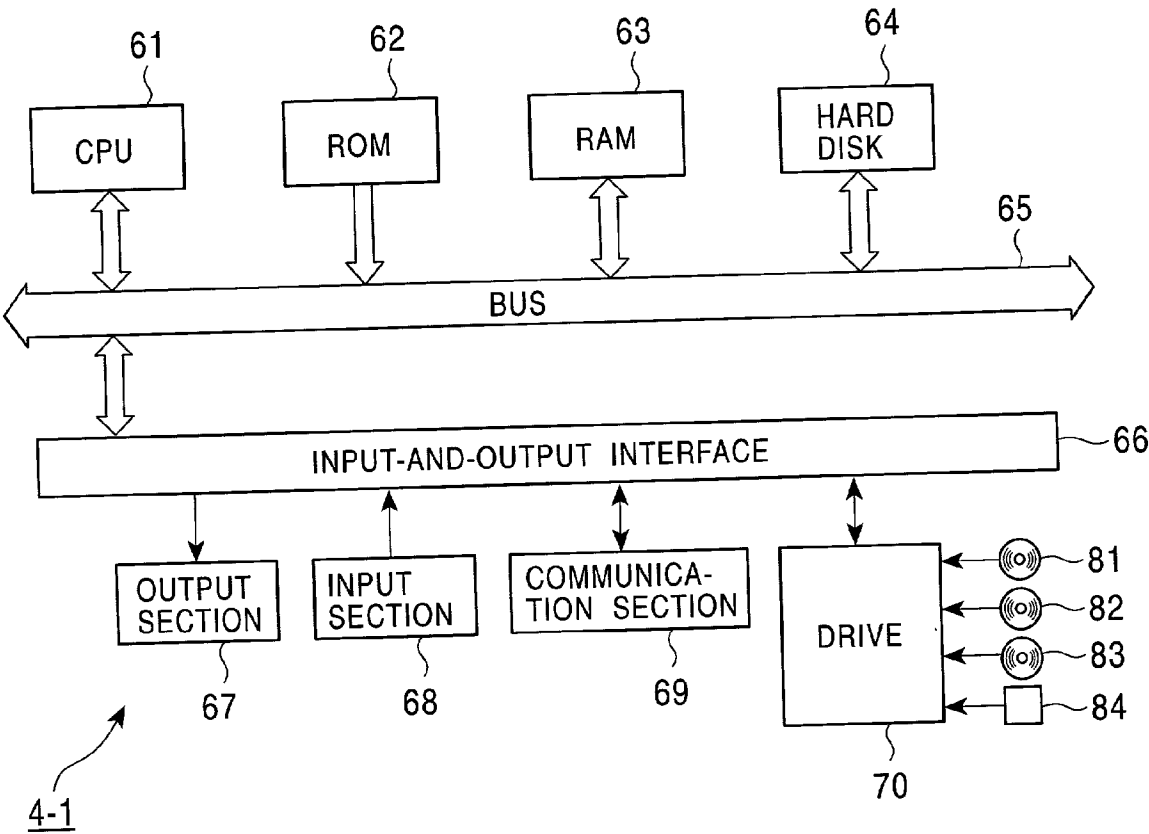 61
62
63
64
CPU
ROM
RAM
HARD
DISK
65
BUS
INPUT-AND-OUTPUT INTERFACE
66
OUTPUT
SECTION
INPUT
SECTION
COMMUNICA-
TION SECTION
DRIVE
81
82
83
84
67
68
69
70
4-1